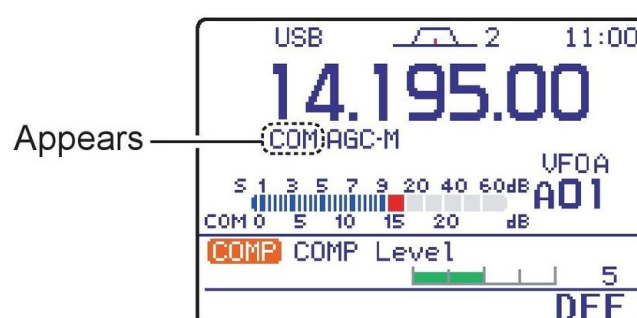 USB 2 11:00
14.195.00
Appears COM AGC-M
VFOA
S 1 3 5 7 9 20 40 60dB A01
COM 0 5 10 15 20 dB
COMP COMP Level
5
DEF